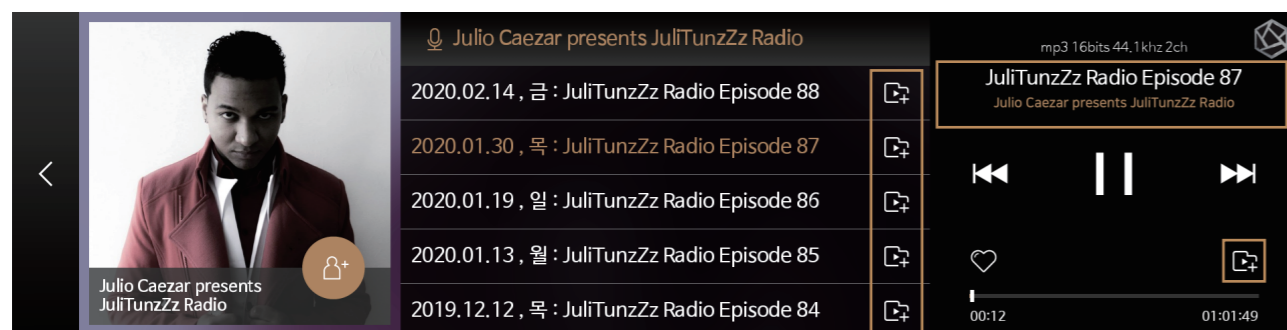 Julio Caezar presents
JuliTunzZz Radio
Julio Caezar presents JuliTunzZz Radio
2020.02.14 , 금 : JuliTunzZz Radio Episode 88
2020.01.30 , 목 : JuliTunzZz Radio Episode 87
2020.01.19 , 일 : JuliTunzZz Radio Episode 86
2020.01.13 , 월 : JuliTunzZz Radio Episode 85
2019.12.12 , 목 : JuliTunzZz Radio Episode 84
mp3 16bits 44.1khz 2ch
JuliTunzZz Radio Episode 87
Julio Caezar presents JuliTunzZz Radio
00:12
01:01:49